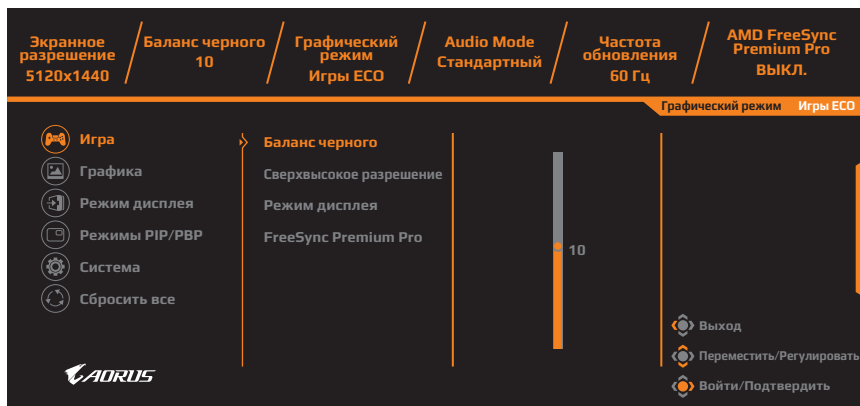 Экранное разрешение
5120x1440
Баланс черного
10
Графический режим
Игры ECO
Audio Mode
Стандартный
Частота обновления
60 Гц
AMD FreeSync Premium Pro
ВЫКЛ.
Графический режим Игры ECO
Игра
Графика
Режим дисплея
Режимы PIP/PBP
Система
Сбросить все
Баланс черного
Сверхвысокое разрешение
Режим дисплея
FreeSync Premium Pro
10
Выход
Переместить/Регулировать
Войти/Подтвердить
AORUS